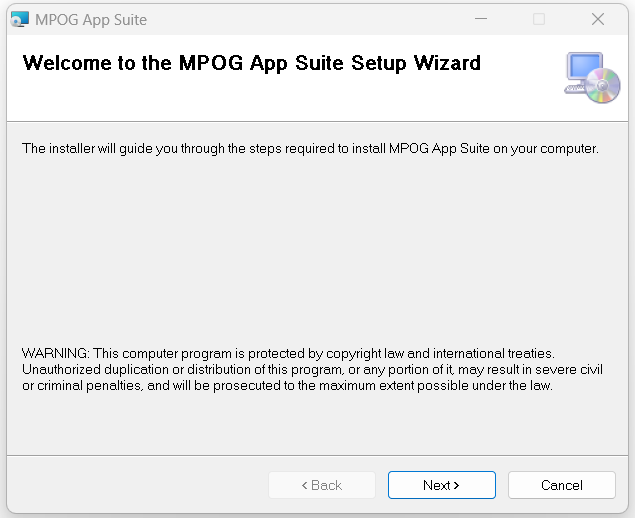 MPOG App Suite
Welcome to the MPOG App Suite Setup Wizard
The installer will guide you through the steps required to install MPOG App Suite on your computer.
WARNING: This computer program is protected by copyright law and international treaties.
Unauthorized duplication or distribution of this program, or any portion of it, may result in severe civil
or criminal penalties, and will be prosecuted to the maximum extent possible under the law.
< Back
Next >
Cancel